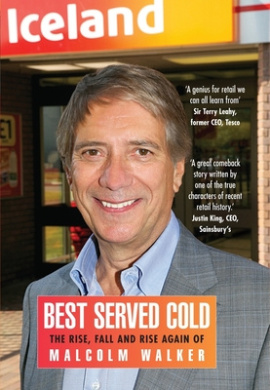 Iceland
'A genius for retail we
can all learn from'
Sir Terry Leahy,
former CEO, Tesco
'A great comeback
story written by
one of the true
characters of recent
retail history.'
Justin King, CEO,
Sainsbury's
BEST SERVED COLD
THE RISE, FALL AND RISE AGAIN OF
MALCOLM WALKER